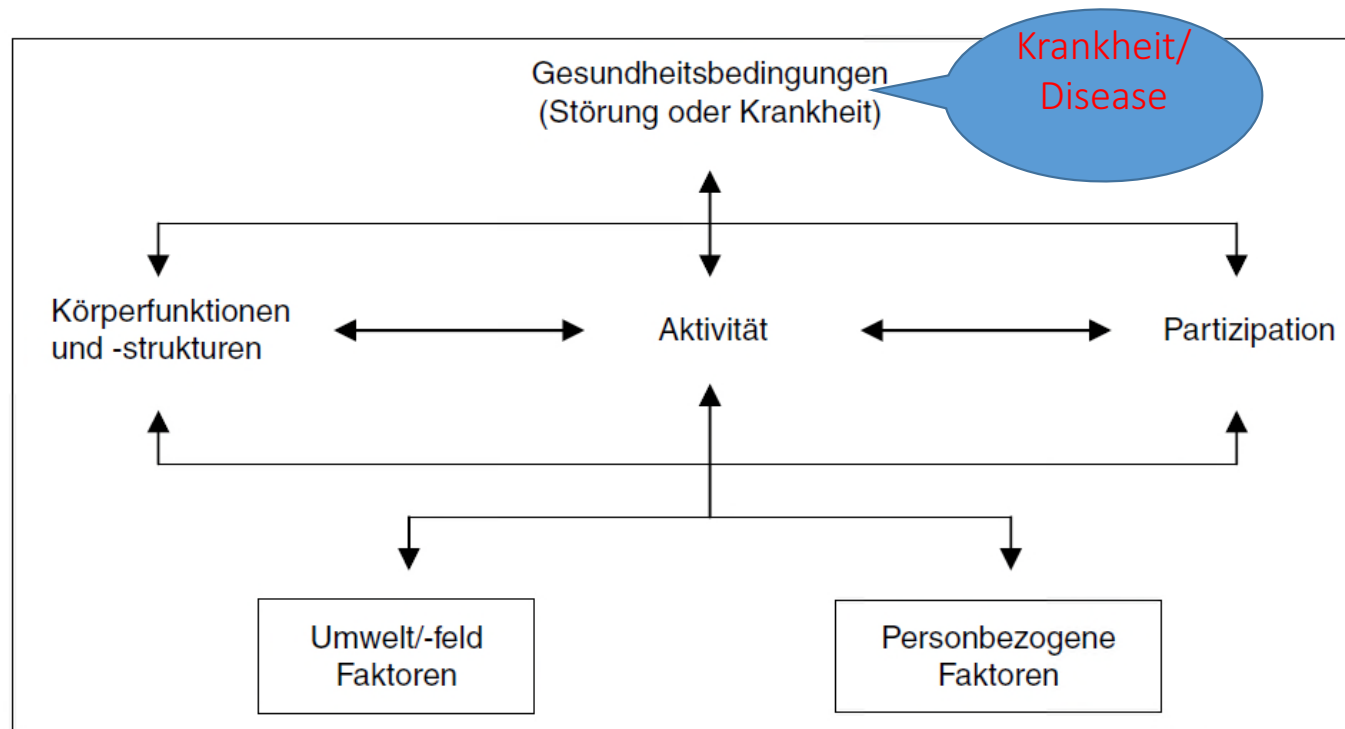 Krankheit/
Disease
Gesundheitsbedingungen
(Störung oder Krankheit)
Körperfunktionen
und -strukturen
Aktivität
Partizipation
Umwelt/-feld
Faktoren
Personbezogene
Faktoren